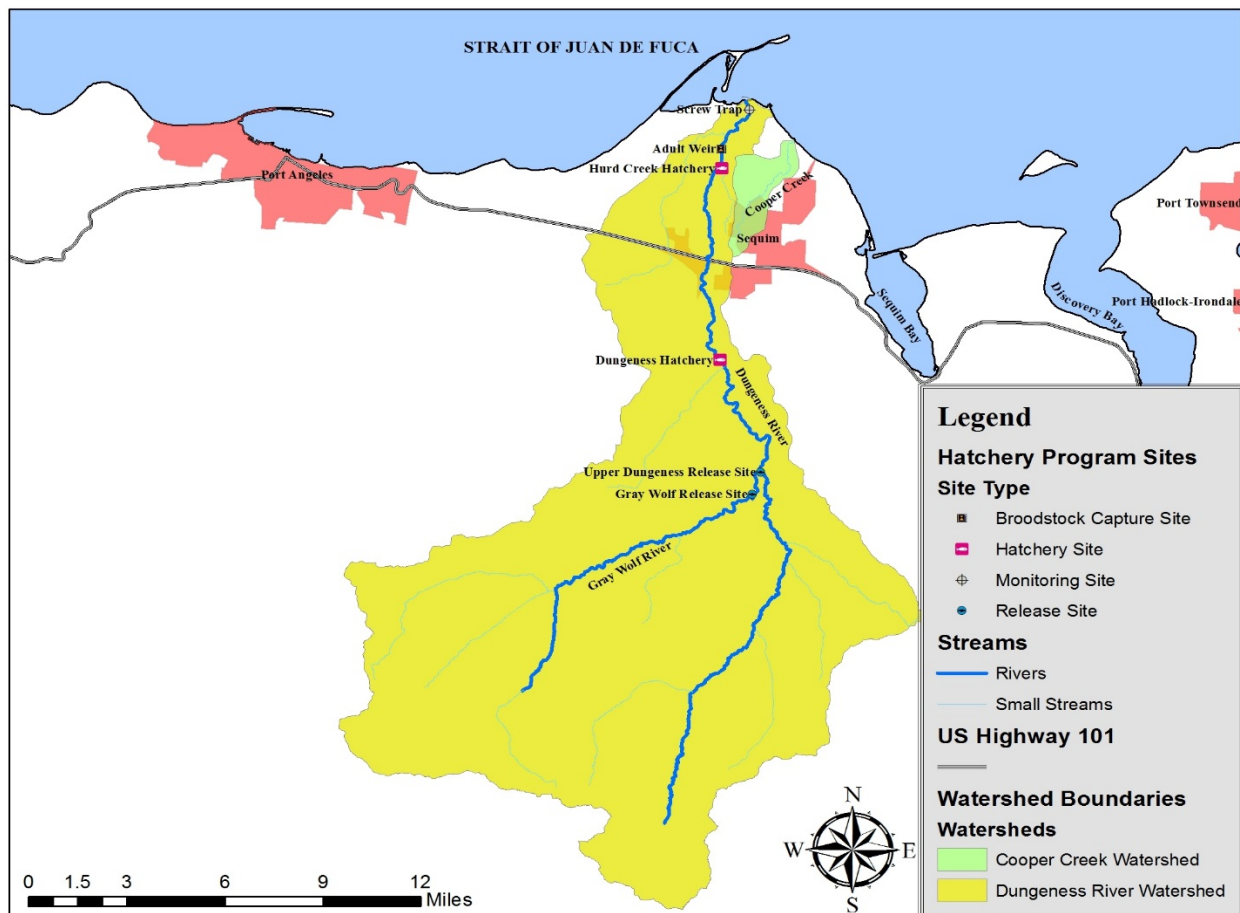 STRAIT OF JUAN DE FUCA
Screw Trap
Adult Weir
Hurd Creek Hatchery
Port Angeles
Cooper Creek
Sequim
Port Townsend
Sequim Bay
Discovery Bay
Port Hadlock-Irondale
Dungeness Hatchery
Dungeness River
Upper Dungeness Release Site
Gray Wolf Release Site
Gray Wolf River
Legend
Hatchery Program Sites
Site Type
Broodstock Capture Site
Hatchery Site
Monitoring Site
Release Site
Streams
Rivers
Small Streams
US Highway 101
Watershed Boundaries
Watersheds
Cooper Creek Watershed
Dungeness River Watershed
N
W E
S
0 1.5 3 6 9 12
Miles